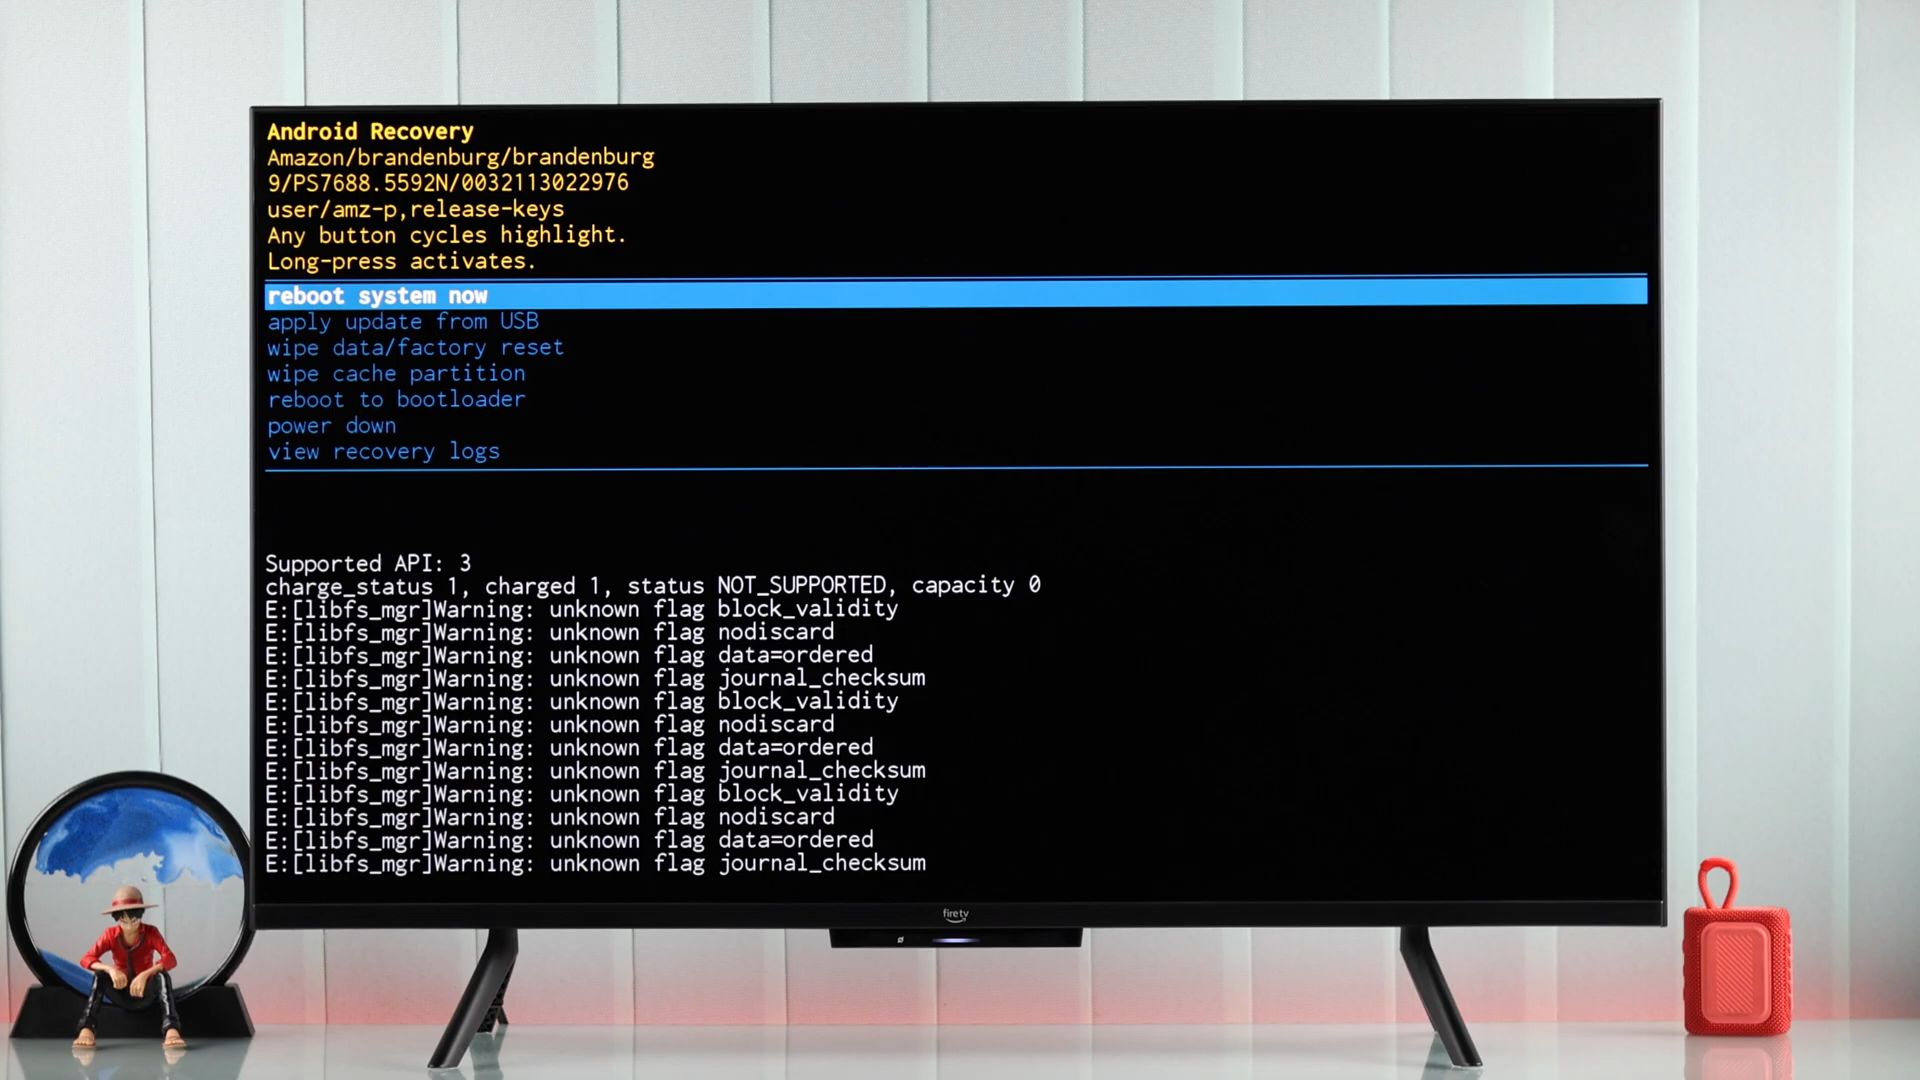 Android Recovery
Amazon/brandenburg/brandenburg
9/PS7688.5592N/0032113022976
user/amz-p,release-keys
Any button cycles highlight.
Long-press activates.
reboot system now
apply update from USB
wipe data/factory reset
wipe cache partition
reboot to bootloader
power down
view recovery logs
Supported API: 3
charge_status 1, charged 1, status NOT_SUPPORTED, capacity 0
E:[libfs_mgr]Warning: unknown flag block_validity
E:[libfs_mgr]Warning: unknown flag nodiscard
E:[libfs_mgr]Warning: unknown flag data=ordered
E:[libfs_mgr]Warning: unknown flag journal_checksum
E:[libfs_mgr]Warning: unknown flag block_validity
E:[libfs_mgr]Warning: unknown flag nodiscard
E:[libfs_mgr]Warning: unknown flag data=ordered
E:[libfs_mgr]Warning: unknown flag journal_checksum
E:[libfs_mgr]Warning: unknown flag block_validity
E:[libfs_mgr]Warning: unknown flag nodiscard
E:[libfs_mgr]Warning: unknown flag data=ordered
E:[libfs_mgr]Warning: unknown flag journal_checksum
fire tv